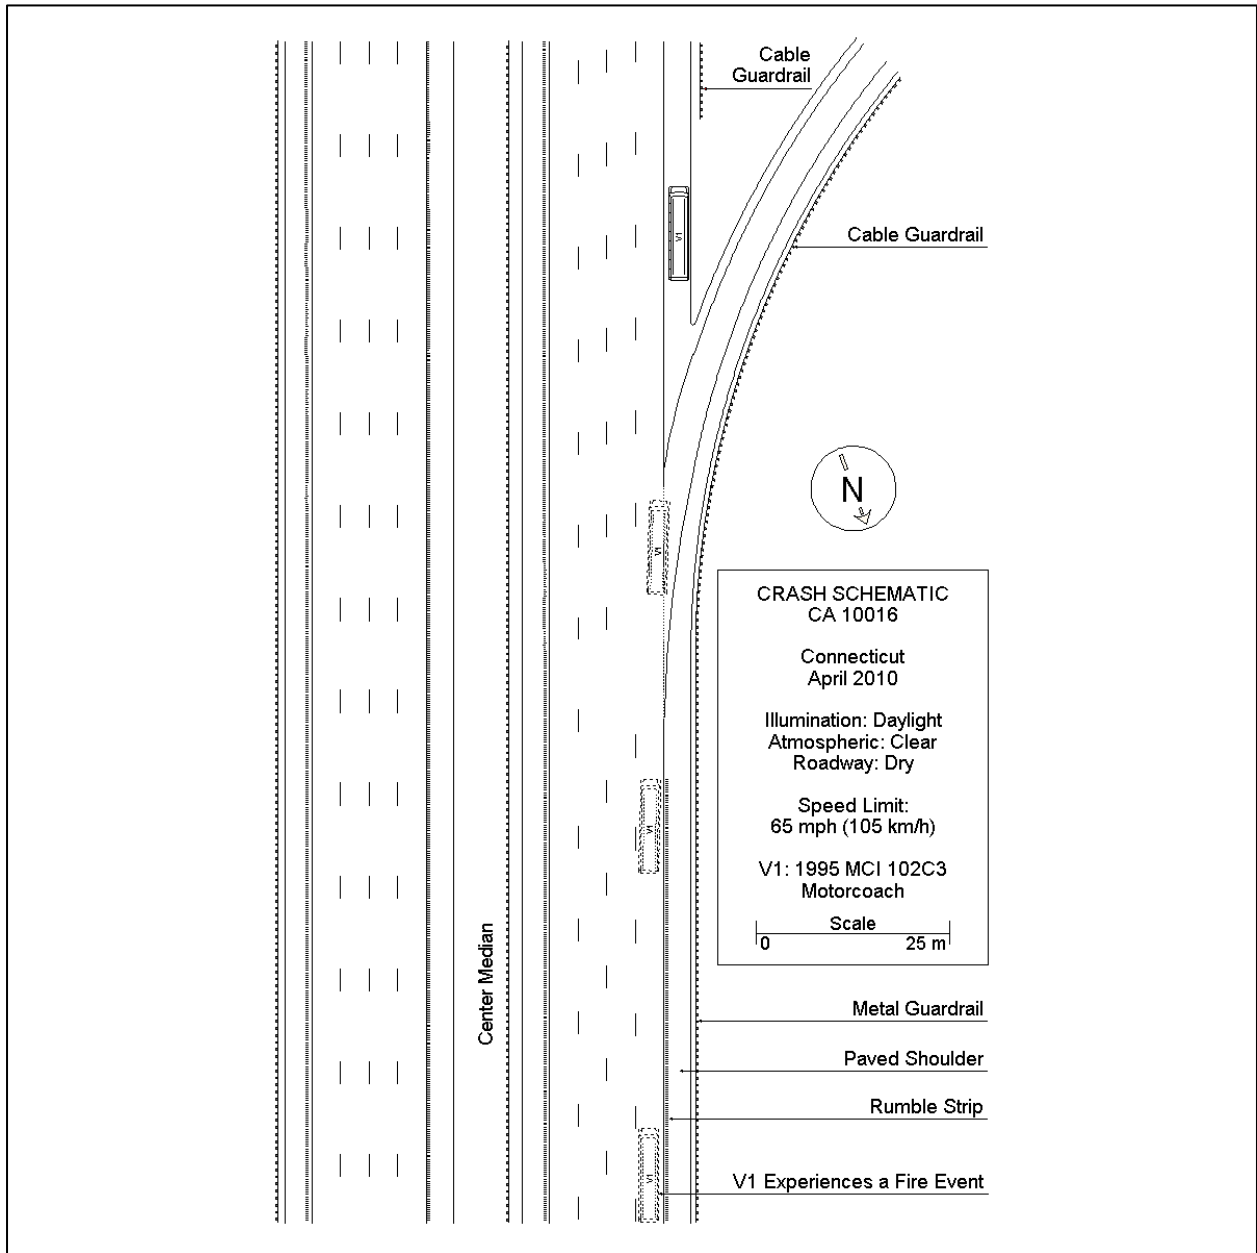 Cable
Guardrail
V1
Cable Guardrail
N
V1
CRASH SCHEMATIC
CA 10016
Connecticut
April 2010
Illumination: Daylight
Atmospheric: Clear
Roadway: Dry
Speed Limit:
65 mph (105 km/h)
V1
V1: 1995 MCI 102C3
Motorcoach
Scale
0 25 m
Center Median
Metal Guardrail
Paved Shoulder
Rumble Strip
V1
V1 Experiences a Fire Event